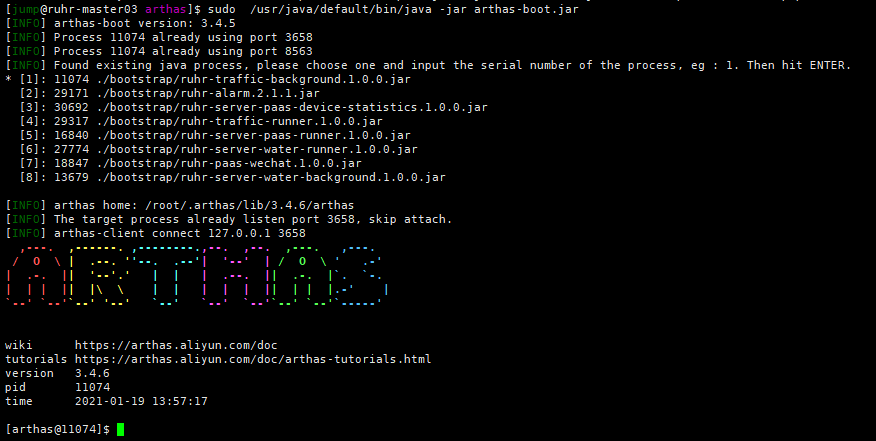 [jump@ruhr-master03 arthas]$ sudo  /usr/java/default/bin/java -jar arthas-boot.jar
[INFO] arthas-boot version: 3.4.5
[INFO] Process 11074 already using port 3658
[INFO] Process 11074 already using port 8563
[INFO] Found existing java process, please choose one and input the serial number of the process, eg : 1. Then hit ENTER.
* [1]: 11074 ./bootstrap/ruhr-traffic-background.1.0.0.jar
  [2]: 29171 ./bootstrap/ruhr-alarm.2.1.1.jar
  [3]: 30692 ./bootstrap/ruhr-server-paas-device-statistics.1.0.0.jar
  [4]: 29317 ./bootstrap/ruhr-traffic-runner.1.0.0.jar
  [5]: 16840 ./bootstrap/ruhr-server-paas-runner.1.0.0.jar
  [6]: 27774 ./bootstrap/ruhr-server-water-runner.1.0.0.jar
  [7]: 18847 ./bootstrap/ruhr-paas-wechat.1.0.0.jar
  [8]: 13679 ./bootstrap/ruhr-server-water-background.1.0.0.jar
[INFO] arthas home: /root/.arthas/lib/3.4.6/arthas
[INFO] The target process already listen port 3658, skip attach.
[INFO] arthas-client connect 127.0.0.1 3658
ARTHAS
wiki      https://arthas.aliyun.com/doc
tutorials https://arthas.aliyun.com/doc/arthas-tutorials.html
version   3.4.6
pid       11074
time      2021-01-19 13:57:17
[arthas@11074]$